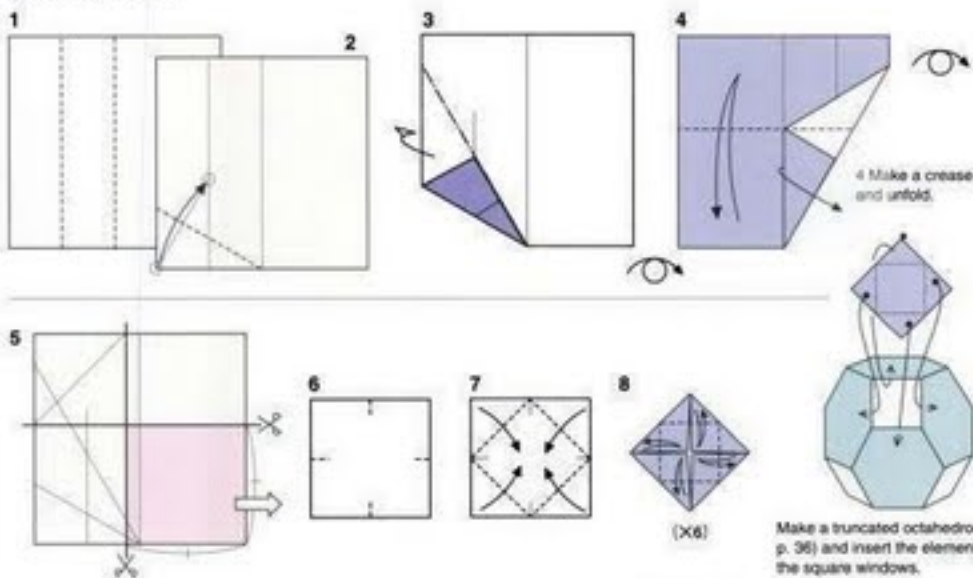 1
2
3
4
4 Make a crease
and unfold.
5
6
7
8
(×6)
Make a truncated octahedro
p. 36) and insert the elemen
the square windows.